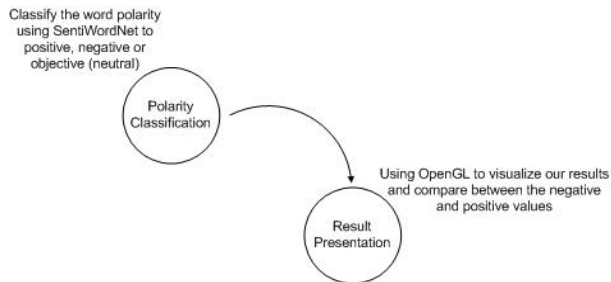 Classify the word polarity
using SentiWordNet to
positive, negative or
objective (neutral)
Polarity
Classification
Using OpenGL to visualize our results
and compare between the negative
and positive values
Result
Presentation